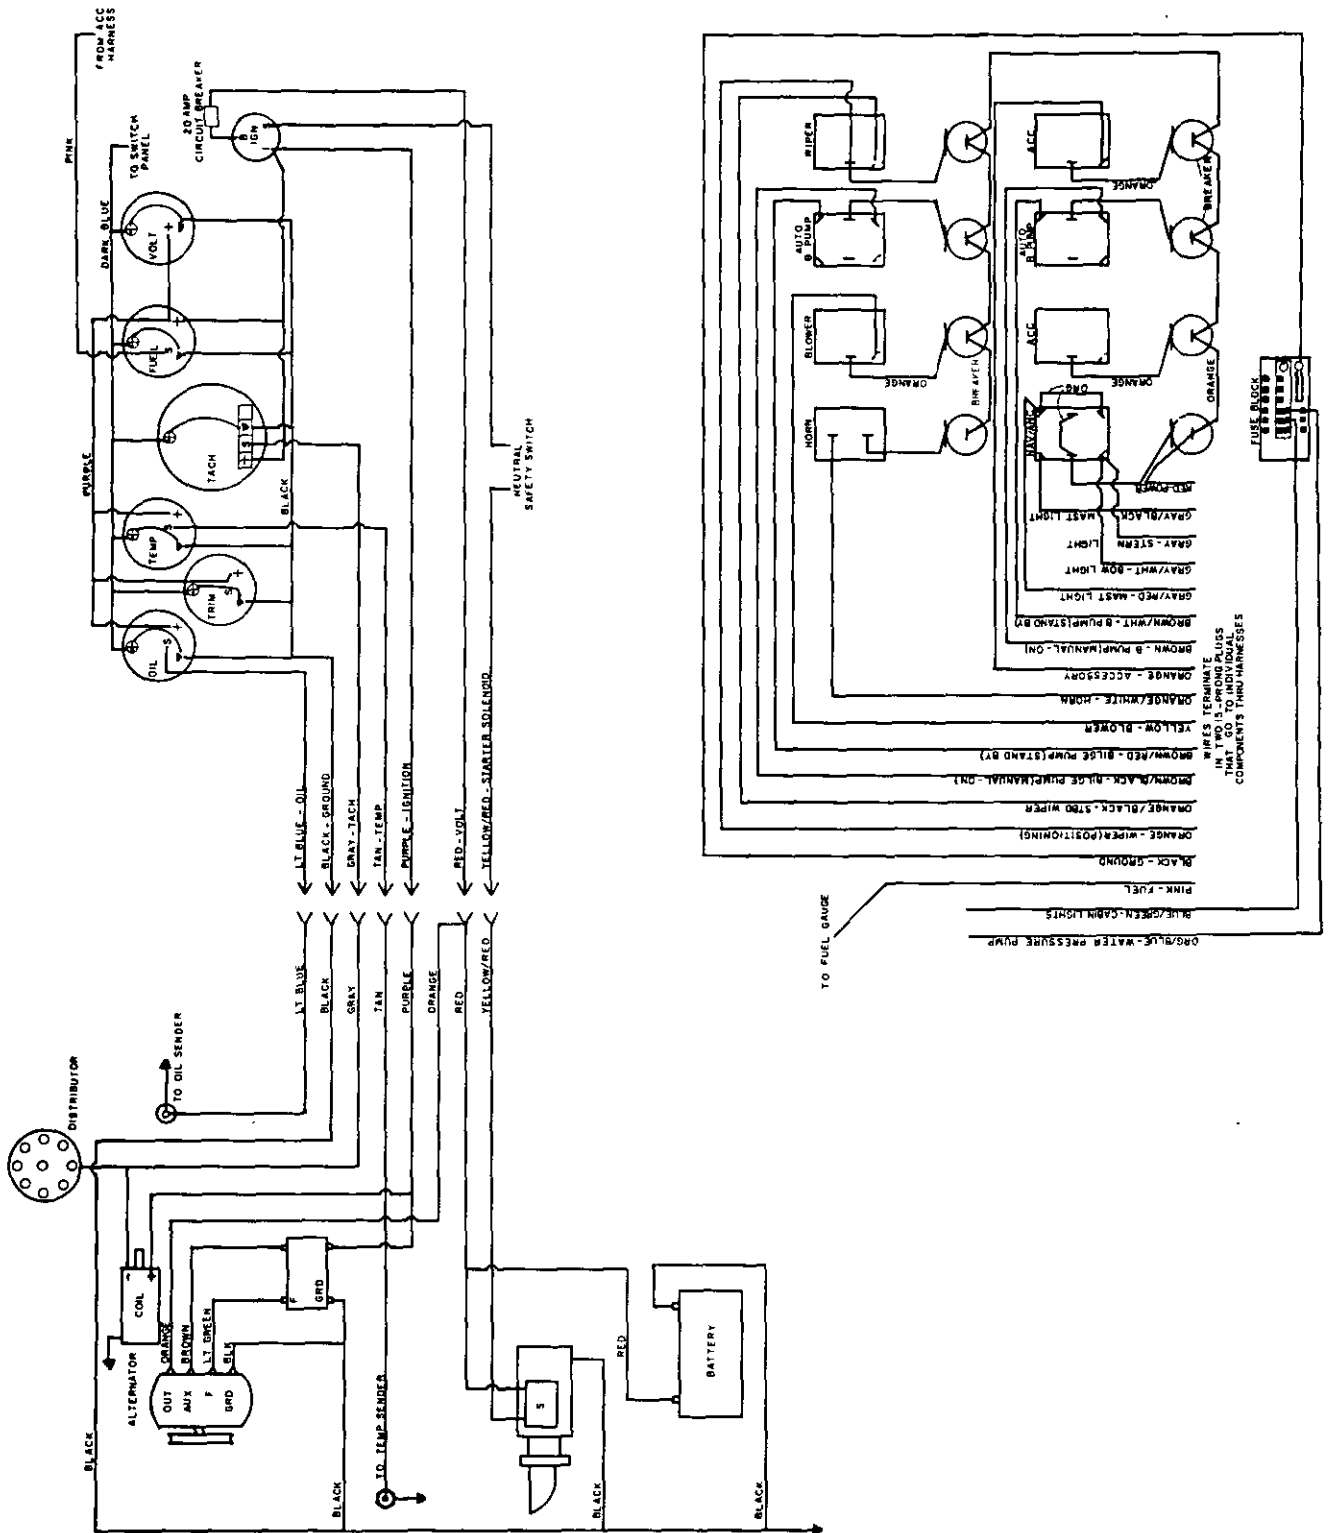 FROM ACC
HARNESS
PINK
TO SWITCH
PANEL
DARK BLUE
20 AMP
CIRCUIT BREAKER
B
S
I
IGN
VOLT
+
FUEL
S
+
TACH
+
S
PURPLE
BLACK
TEMP
S
+
TRIM
S
+
OIL
S
+
NEUTRAL
SAFETY SWITCH
LT BLUE - OIL
BLACK - GROUND
GRAY - TACH
TAN - TEMP
PURPLE - IGNITION
RED - VOLT
YELLOW/RED - STARTER SOLENOID
LT BLUE
BLACK
GRAY
TAN
PURPLE
ORANGE
RED
YELLOW/RED
DISTRIBUTOR
TO OIL SENDER
COIL
-
+
ALTERNATOR
OUT
AUX
F
GRD
ORANGE
BROWN
LT GREEN
BLK
F
GRD
BLACK
BLACK
TO TEMP SENDER
S
BLACK
RED
BATTERY
BLACK
WIPER
AUTO
B PUMP
BLOWER
HORN
ORANGE
BREAKER
ACC
AUTO
B PUMP
ACC
NAV/ANC
ORG
ORANGE
ORANGE
BREAKER
ORANGE
FUSE BLOCK
RED-POWER
GRAY/BLACK - MAST LIGHT
GRAY - STERN LIGHT
GRAY/WHT - BOW LIGHT
GRAY/RED - MAST LIGHT
BROWN/WHT - B PUMP(STAND BY)
BROWN - B PUMP(MANUAL - ON)
ORANGE - ACCESSORY
ORANGE/WHITE - HORN
YELLOW - BLOWER
BROWN/RED - BILGE PUMP(STAND BY)
BROWN/BLACK - BILGE PUMP(MANUAL - ON)
ORANGE/BLACK - STBD WIPER
ORANGE - WIPER(POSITIONING)
BLACK - GROUND
PINK - FUEL
BLUE/GREEN-CABIN LIGHTS
ORG/BLUE-WATER PRESSURE PUMP
WIRES TERMINATE
IN TWO 15-PRONG PLUGS
THAT GO TO INDIVIDUAL
COMPONENTS THRU HARNESSES
TO FUEL GAUGE